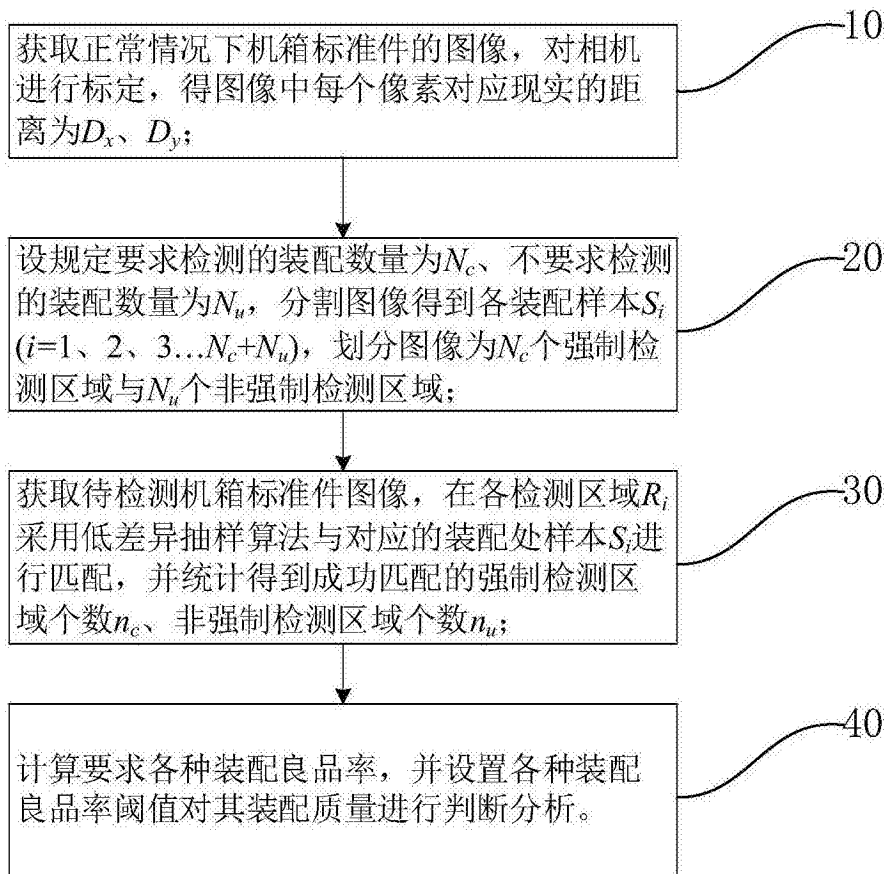 获取正常情况下机箱标准件的图像，对相机
进行标定，得图像中每个像素对应现实的距
离为Dx、Dy；
10
设规定要求检测的装配数量为Nc、不要求检测
的装配数量为Nu，分割图像得到各装配样本Si
(i=1、2、3…Nc+Nu)，划分图像为Nc个强制检
测区域与Nu个非强制检测区域；
20
获取待检测机箱标准件图像，在各检测区域Ri
采用低差异抽样算法与对应的装配处样本Si进
行匹配，并统计得到成功匹配的强制检测区
域个数nc、非强制检测区域个数nu；
30
计算要求各种装配良品率，并设置各种装配
良品率阈值对其装配质量进行判断分析。
40